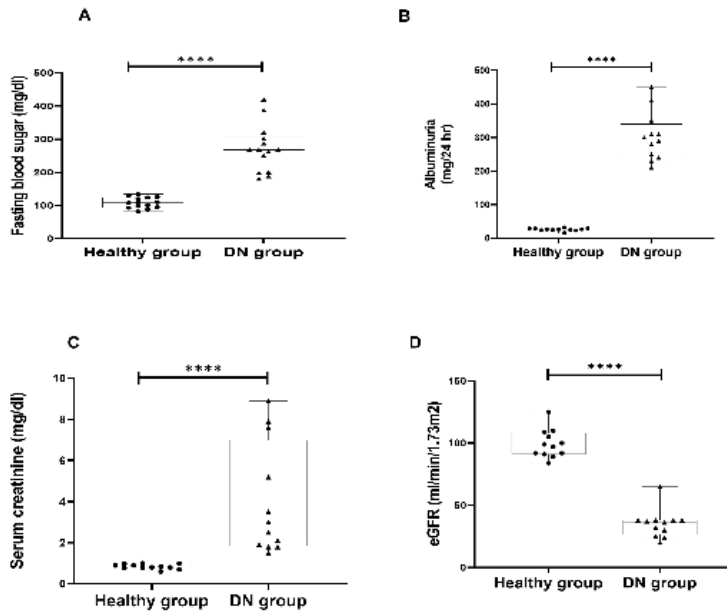 A
****
Fasting blood sugar (mg/dl)
500
400
300
200
100
0
Healthy group
DN group
B
****
Albuminuria
(mg/24 hr)
500
400
300
200
100
0
Healthy group
DN group
C
****
Serum creatinine (mg/dl)
10
8
6
4
2
0
Healthy group
DN group
D
****
eGFR (ml/min/1.73m2)
150
100
50
0
Healthy group
DN group